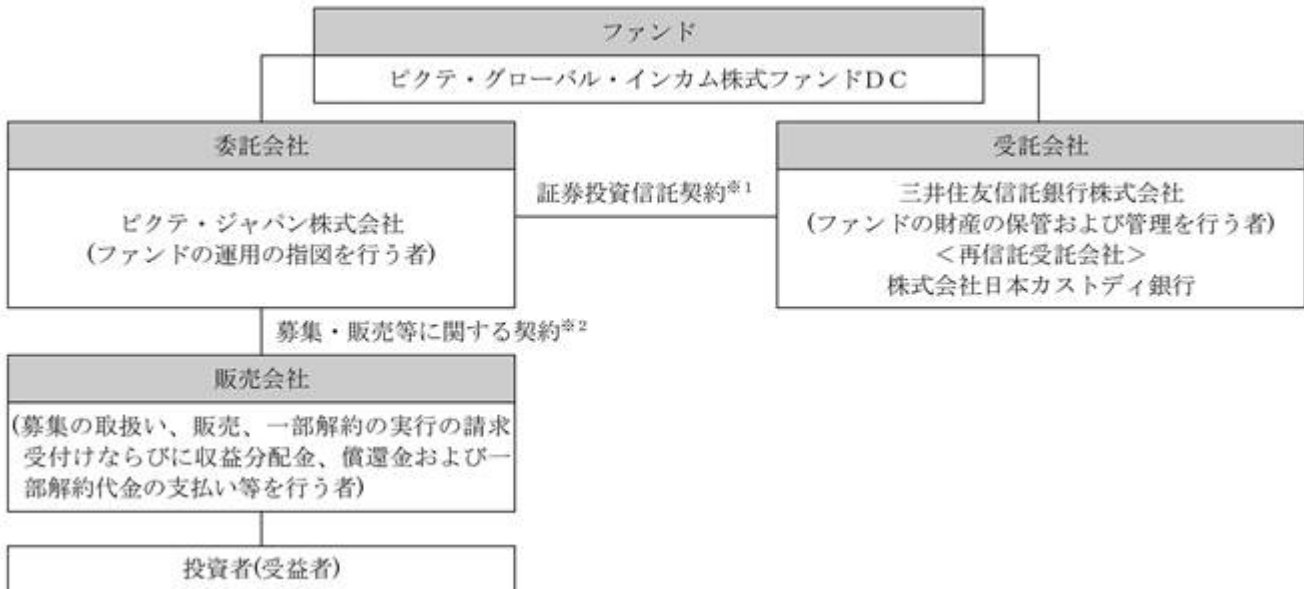 ファンド
ピクテ・グローバル・インカム株式ファンドDC
委託会社
ピクテ・ジャパン株式会社
(ファンドの運用の指図を行う者)
証券投資信託契約※1
受託会社
三井住友信託銀行株式会社
(ファンドの財産の保管および管理を行う者)
＜再信託受託会社＞
株式会社日本カストディ銀行
募集・販売等に関する契約※2
販売会社
(募集の取扱い、販売、一部解約の実行の請求
受付けならびに収益分配金、償還金および一
部解約代金の支払い等を行う者)
投資者(受益者)